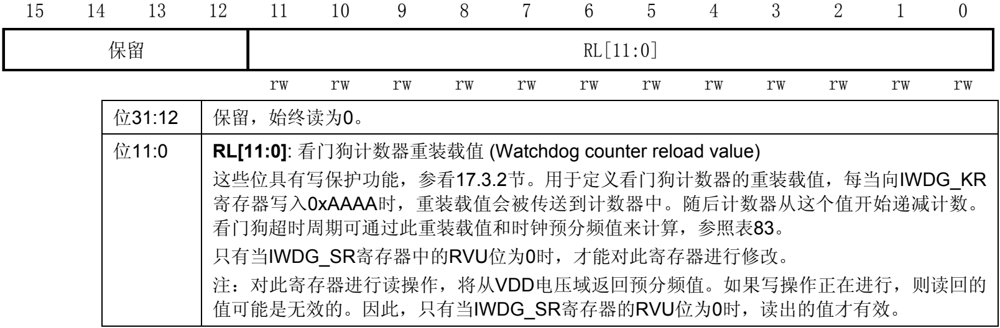 15 14 13 12 11 10 9 8 7 6 5 4 3 2 1 0
保留 RL[11:0]
rw rw rw rw rw rw rw rw rw rw rw rw
位31:12 保留，始终读为0。
位11:0 RL[11:0]: 看门狗计数器重装载值 (Watchdog counter reload value)
这些位具有写保护功能，参看17.3.2节。用于定义看门狗计数器的重装载值，每当向IWDG_KR
寄存器写入0xAAAA时，重装载值会被传送到计数器中。随后计数器从这个值开始递减计数。
看门狗超时周期可通过此重装载值和时钟预分频值来计算，参照表83。
只有当IWDG_SR寄存器中的RVU位为0时，才能对此寄存器进行修改。
注：对此寄存器进行读操作，将从VDD电压域返回预分频值。如果写操作正在进行，则读回的
值可能是无效的。因此，只有当IWDG_SR寄存器的RVU位为0时，读出的值才有效。